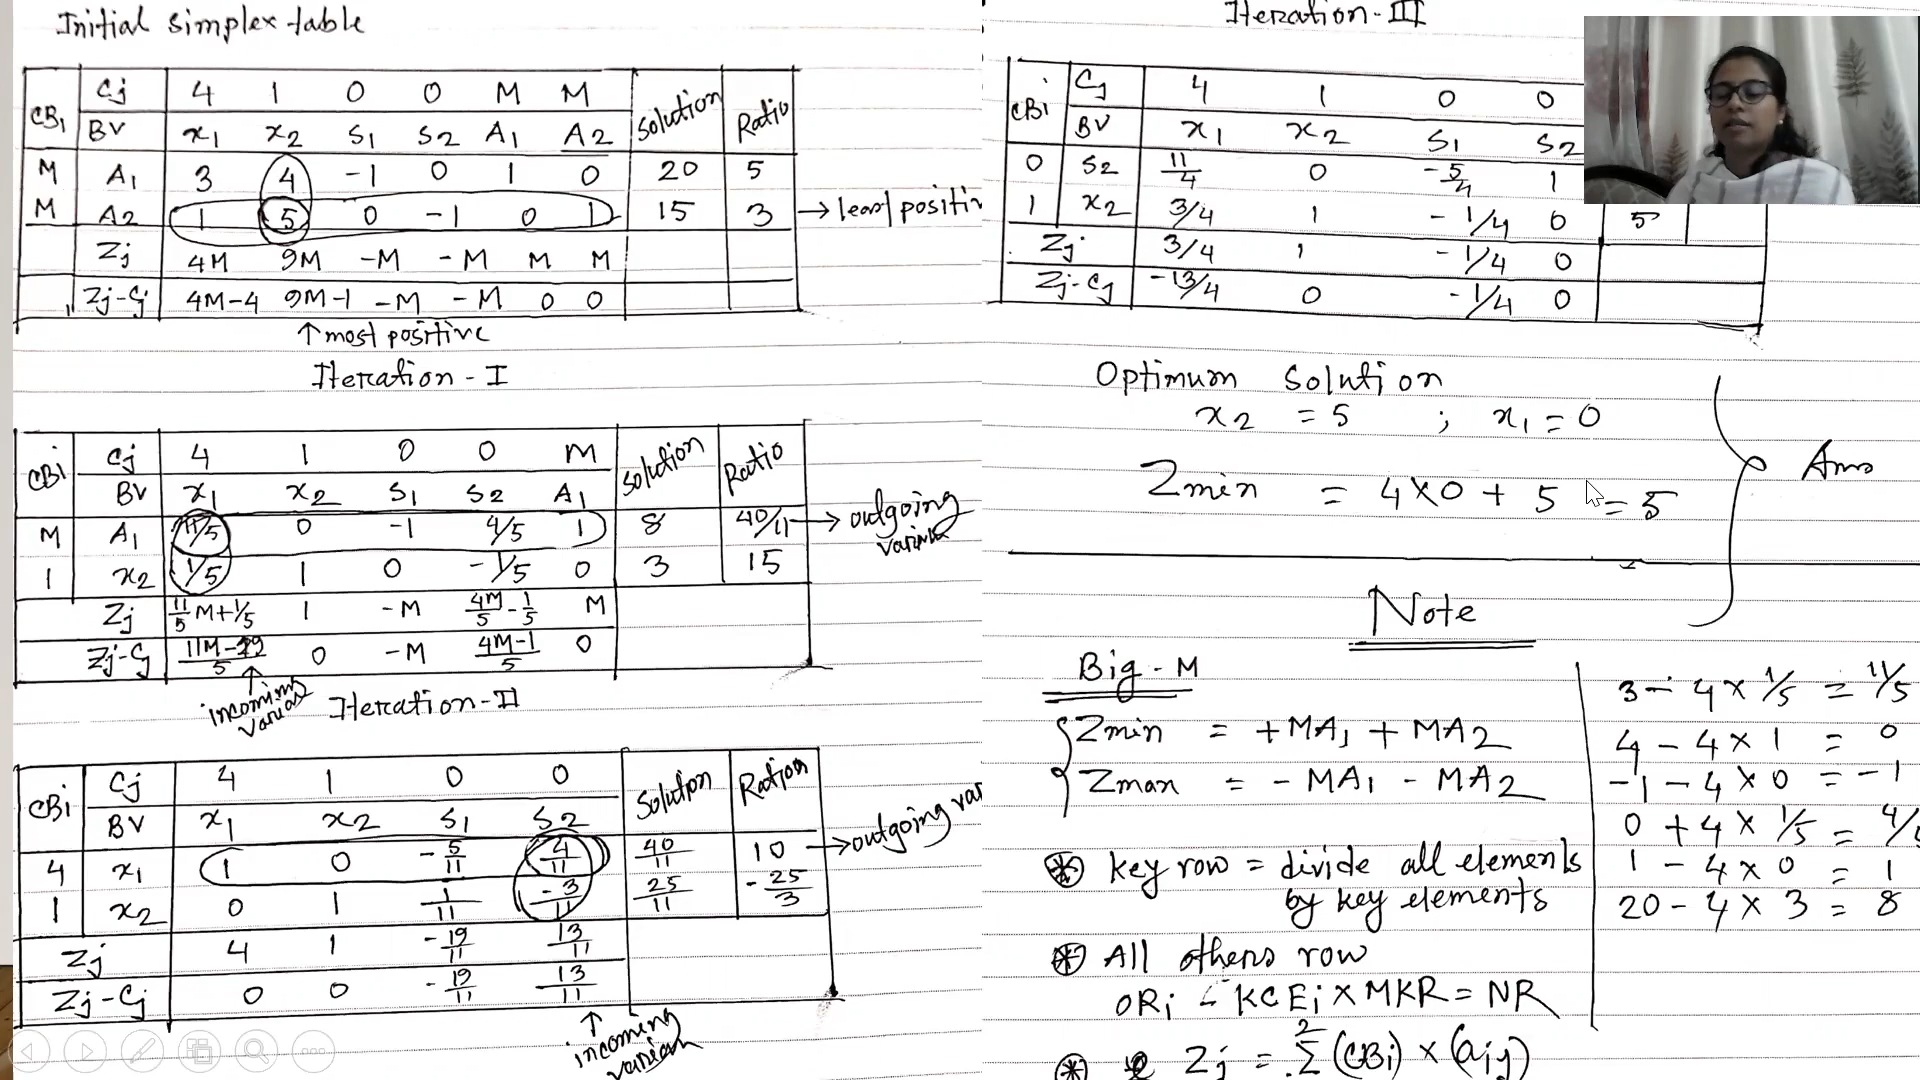 Initial simplex table
CBi Cj 4 1 0 0 M M Solution Ratio
BV x1 x2 S1 S2 A1 A2
M A1 3 4 -1 0 1 0 20 5
M A2 1 5 0 -1 0 1 15 3 → least positiv
Zj 4M 9M -M -M M M
Zj-Cj 4M-4 9M-1 -M -M 0 0
↑ most positive
Iteration - I
CBi Cj 4 1 0 0 M Solution Ratio
BV x1 x2 S1 S2 A1
M A1 11/5 0 -1 4/5 1 8 40/11 → outgoing
1 x2 1/5 1 0 -1/5 0 3 15
Zj 11/5 M+1/5 1 -M 4M/5 - 1/5 M
Zj-Cj 0 -M 4M-1/5 0
↑
incoming
Iteration-II
CBi Cj 4 1 0 0 Solution Ration
BV x1 x2 S1 S2
4 x1 1 0 -5/11 4/11 40/11 10 → outgoing var
1 x2 0 1 1/11 -3/11 25/11 -25/3
Zj 4 1 -19/11 13/11
Zj-Cj 0 0 -19/11 13/11
↑
incoming
Iteration-III
CBi Cj 4 1 0 0
BV x1 x2 S1 S2
0 S2 11/4 0 -5/4 1
1 x2 3/4 1 -1/4 0 5
Zj 3/4 1 -1/4 0
Zj-Cj -13/4 0 -1/4 0
Optimum solution
x2 = 5 ; x1 = 0
Zmin = 4×0 + 5 = 5
Ans
Note
Big-M
Zmin = +MA1 + MA2
Zmax = -MA1 - MA2
key row = divide all elements
by key elements
All others row
ORi - KCEi × MKR = NR
Zj = Σ 2 (CBi) × (aij)
3 - 4 × 1/5 = 11/5
4 - 4 × 1 = 0
-1 - 4 × 0 = -1
0 + 4 × 1/5 = 4/5
1 - 4 × 0 = 1
20 - 4 × 3 = 8